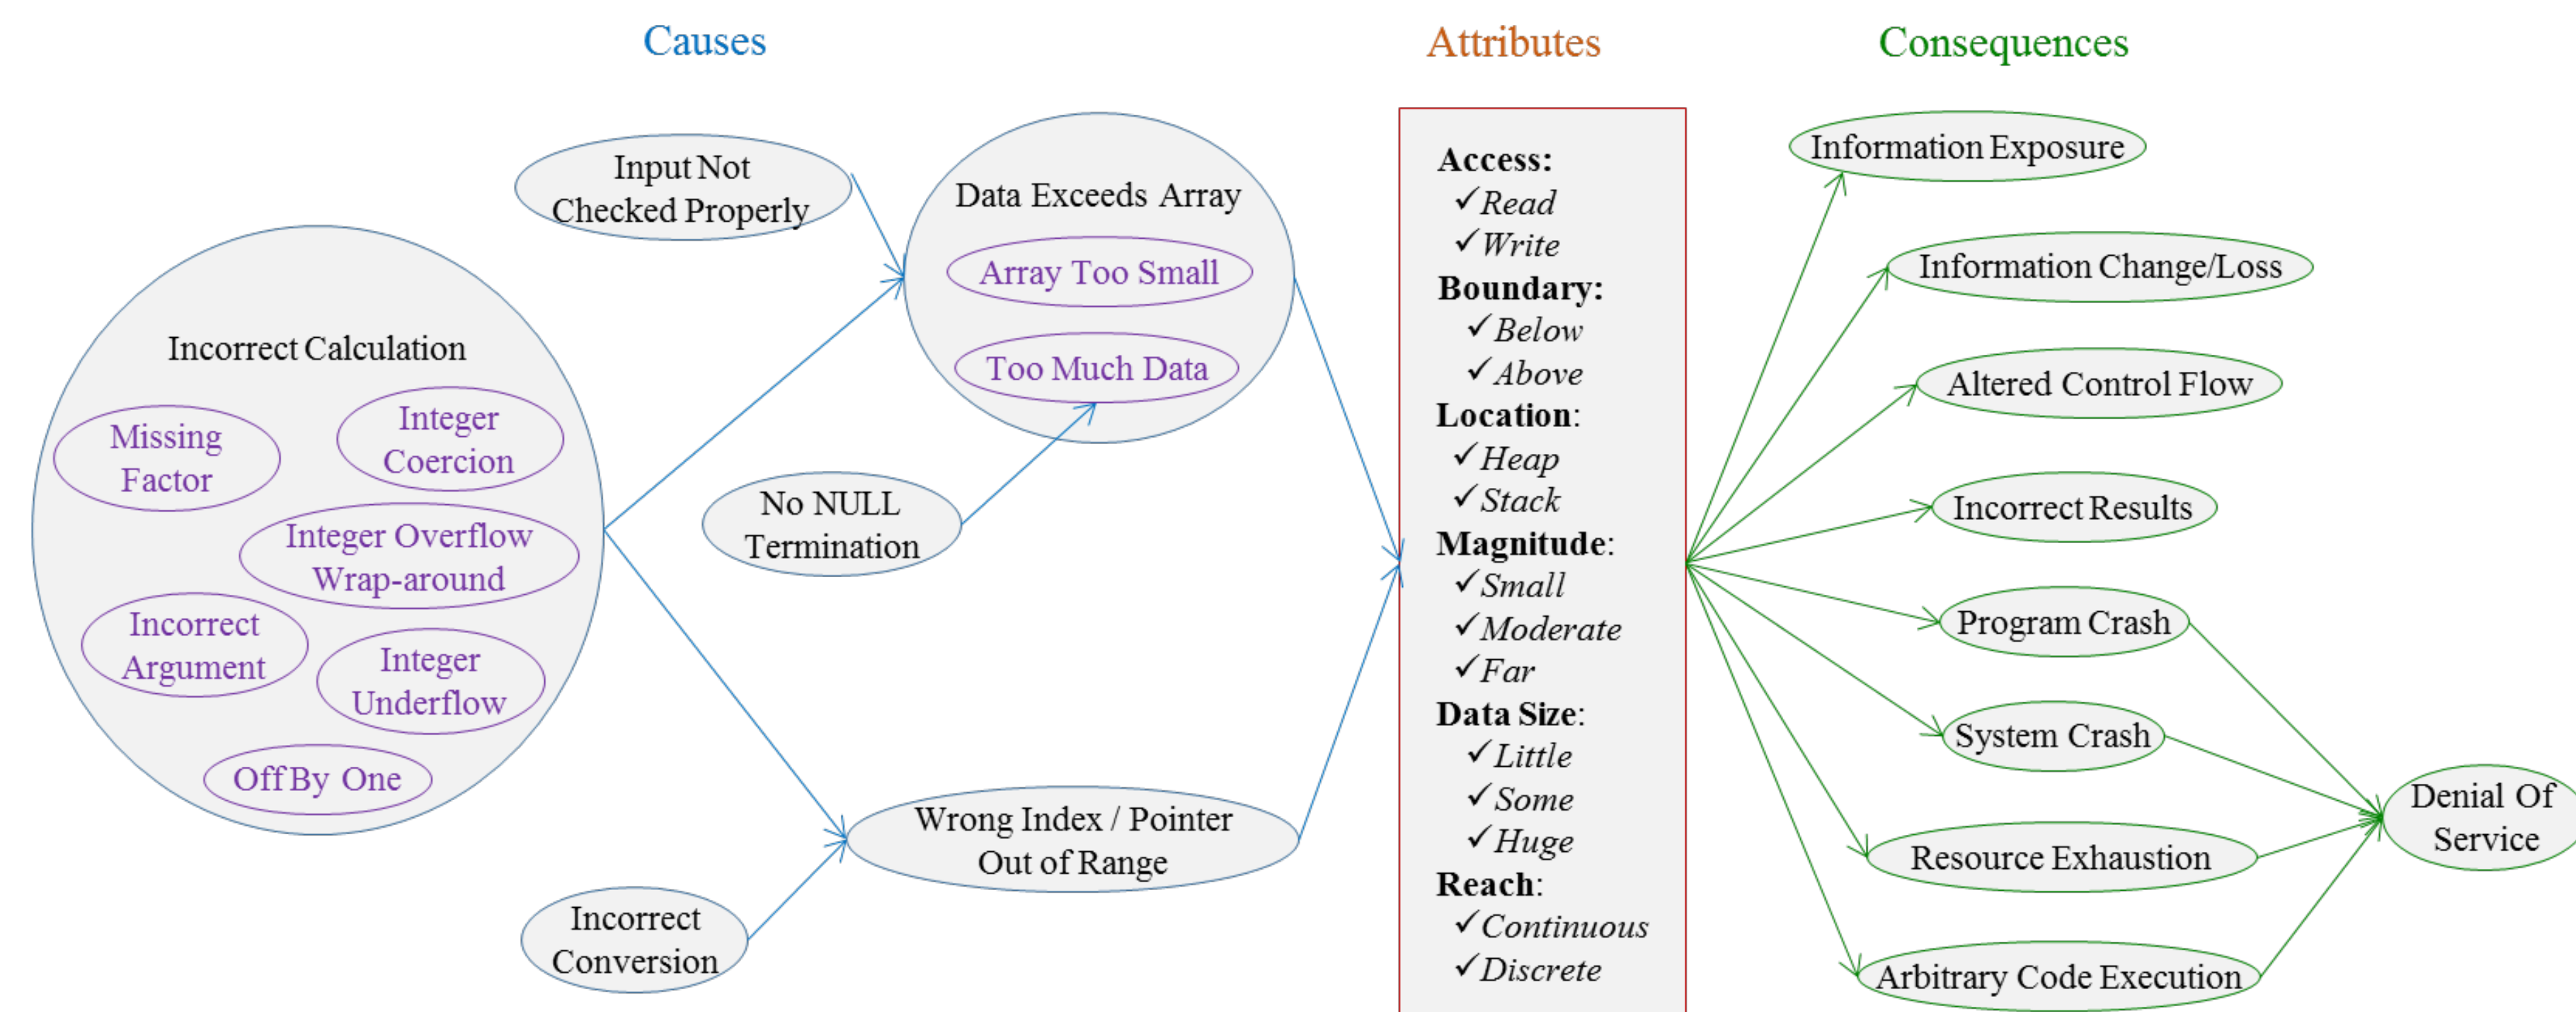 Causes
Attributes
Consequences
Input Not
Checked Properly
Data Exceeds Array
Array Too Small
Too Much Data
Incorrect Calculation
Missing
Factor
Integer
Coercion
Integer Overflow
Wrap-around
Incorrect
Argument
Integer
Underflow
Off By One
No NULL
Termination
Wrong Index / Pointer
Out of Range
Incorrect
Conversion
Access:
✓Read
✓Write
Boundary:
✓Below
✓Above
Location:
✓Heap
✓Stack
Magnitude:
✓Small
✓Moderate
✓Far
Data Size:
✓Little
✓Some
✓Huge
Reach:
✓Continuous
✓Discrete
Information Exposure
Information Change/Loss
Altered Control Flow
Incorrect Results
Program Crash
System Crash
Resource Exhaustion
Arbitrary Code Execution
Denial Of
Service